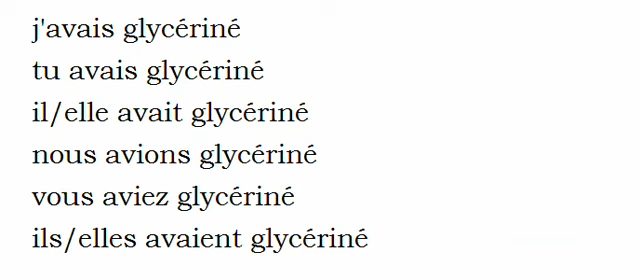 j'avais glycériné
tu avais glycériné
il/elle avait glycériné
nous avions glycériné
vous aviez glycériné
ils/elles avaient glycériné